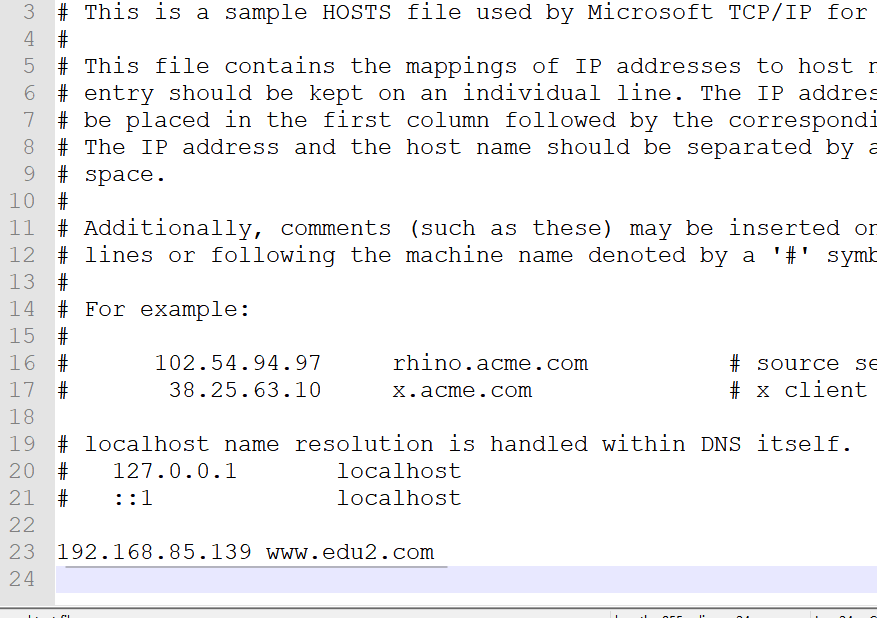 3 # This is a sample HOSTS file used by Microsoft TCP/IP for
4 #
5 # This file contains the mappings of IP addresses to host
6 # entry should be kept on an individual line. The IP
7 # be placed in the first column followed by the
8 # The IP address and the host name should be separated by a
9 # space.
10 #
11 # Additionally, comments (such as these) may be inserted
12 # lines or following the machine name denoted by a '#'
13 #
14 # For example:
15 #
16 # 102.54.94.97 rhino.acme.com # source
17 # 38.25.63.10 x.acme.com # x client
18
19 # localhost name resolution is handled within DNS itself.
20 # 127.0.0.1 localhost
21 # ::1 localhost
22
23 192.168.85.139 www.edu2.com
24